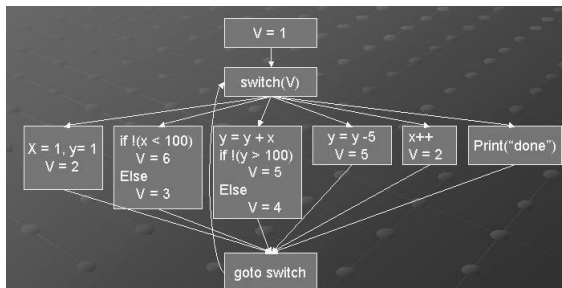 V = 1
switch(V)
X = 1, y= 1
V = 2
if !(x < 100)
V = 6
Else
V = 3
y = y + x
if !(y > 100)
V = 5
Else
V = 4
y = y -5
V = 5
x++
V = 2
Print(“done”)
goto switch